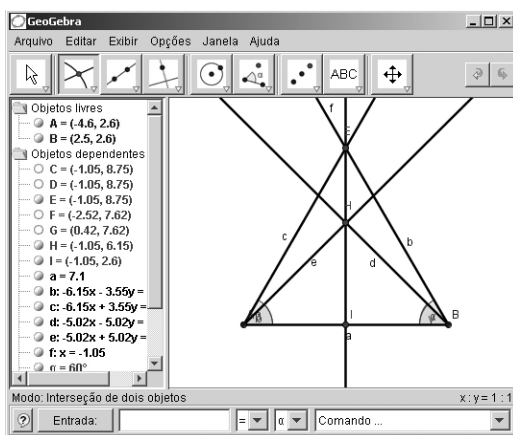 GeoGebra
Arquivo Editar Exibir Opções Janela Ajuda
α
ABC
Objetos livres
A = (-4.6, 2.6)
B = (2.5, 2.6)
Objetos dependentes
C = (-1.05, 8.75)
D = (-1.05, 8.75)
E = (-1.05, 8.75)
F = (-2.52, 7.62)
G = (0.42, 7.62)
H = (-1.05, 6.15)
I = (-1.05, 2.6)
a = 7.1
b: -6.15x - 3.55y =
c: -6.15x + 3.55y =
d: -5.02x - 5.02y =
e: -5.02x + 5.02y =
f: x = -1.05
α = 60°
f
E
H
c
b
e
d
I
B
a
Modo: Interseção de dois objetos
x : y = 1 : 1
Entrada:
=
α
Comando ...